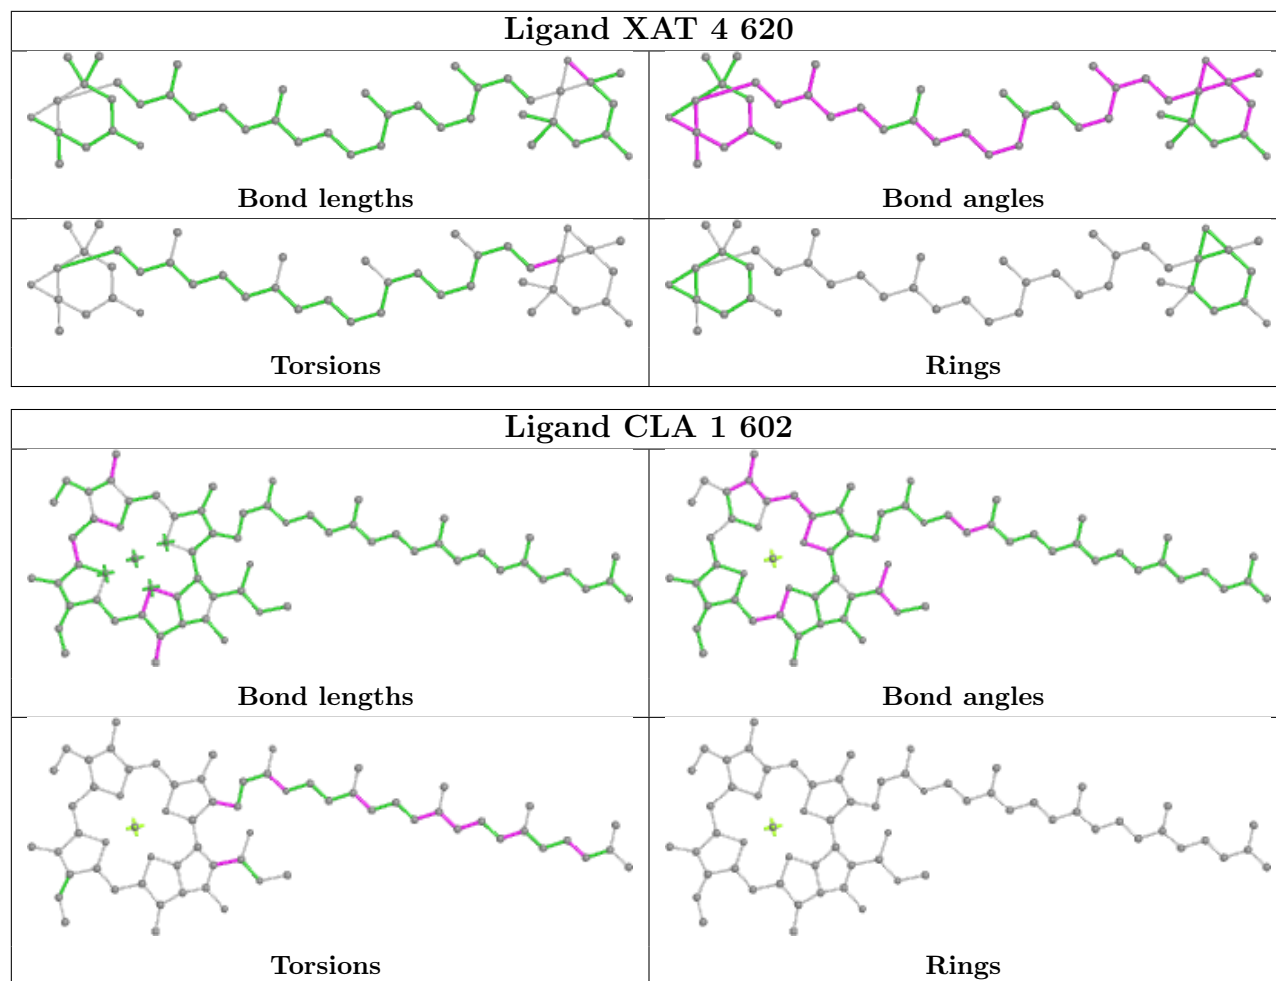 Ligand XAT 4 620
Bond lengths
Bond angles
Torsions
Rings
Ligand CLA 1 602
Bond lengths
Bond angles
Torsions
Rings